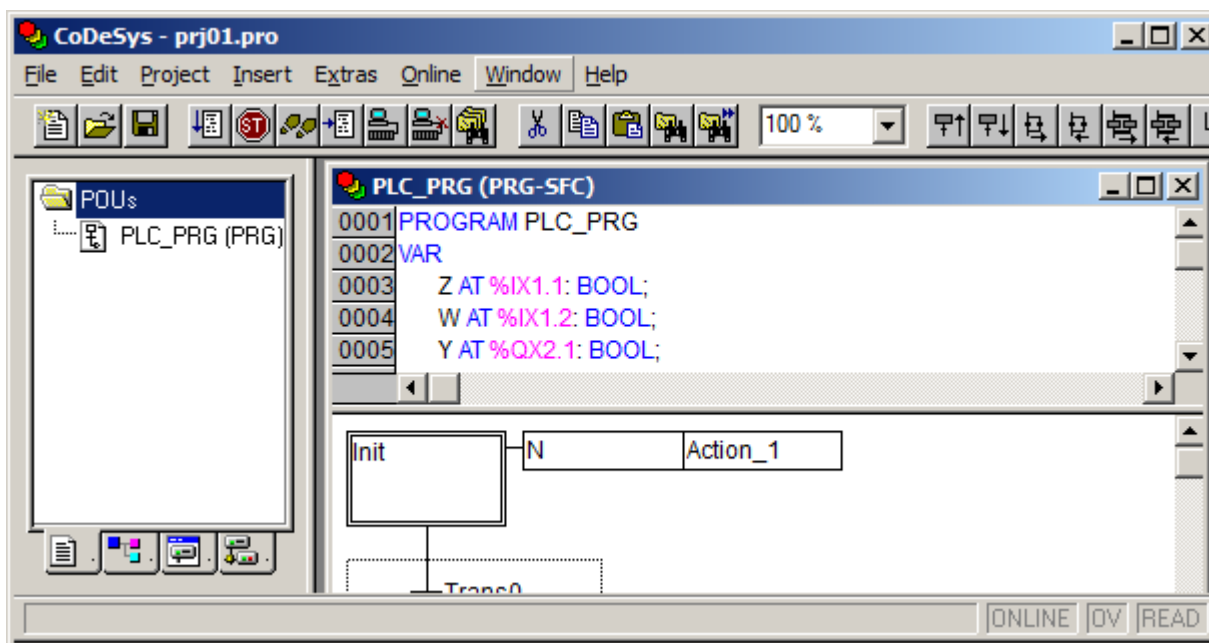 CoDeSys - prj01.pro
File Edit Project Insert Extras Online Window Help
ST 100 %
POUs
PLC_PRG (PRG)
PLC_PRG (PRG-SFC)
0001 PROGRAM PLC_PRG
0002 VAR
0003 Z AT %IX1.1: BOOL;
0004 W AT %IX1.2: BOOL;
0005 Y AT %QX2.1: BOOL;
Init N Action_1
Trans0
ONLINE OV READ